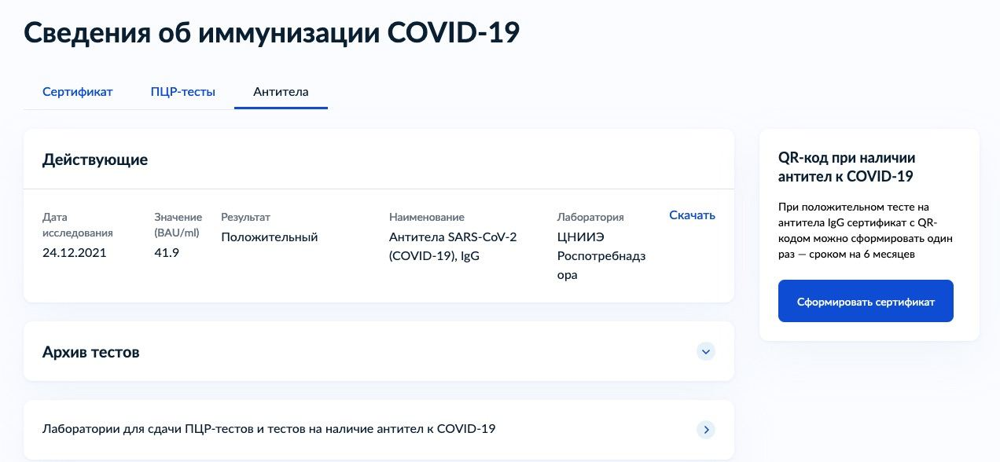 Сведения об иммунизации COVID-19
Сертификат
ПЦР-тесты
Антитела
Действующие
Дата
исследования
24.12.2021
Значение
(BAU/ml)
41.9
Результат
Положительный
Наименование
Антитела SARS-CoV-2
(COVID-19), IgG
Лаборатория
ЦНИИЭ
Роспотребнадз
ора
Скачать
QR-код при наличии
антител к COVID-19
При положительном тесте на
антитела IgG сертификат с QR-
кодом можно сформировать один
раз — сроком на 6 месяцев
Сформировать сертификат
Архив тестов
Лаборатории для сдачи ПЦР-тестов и тестов на наличие антител к COVID-19